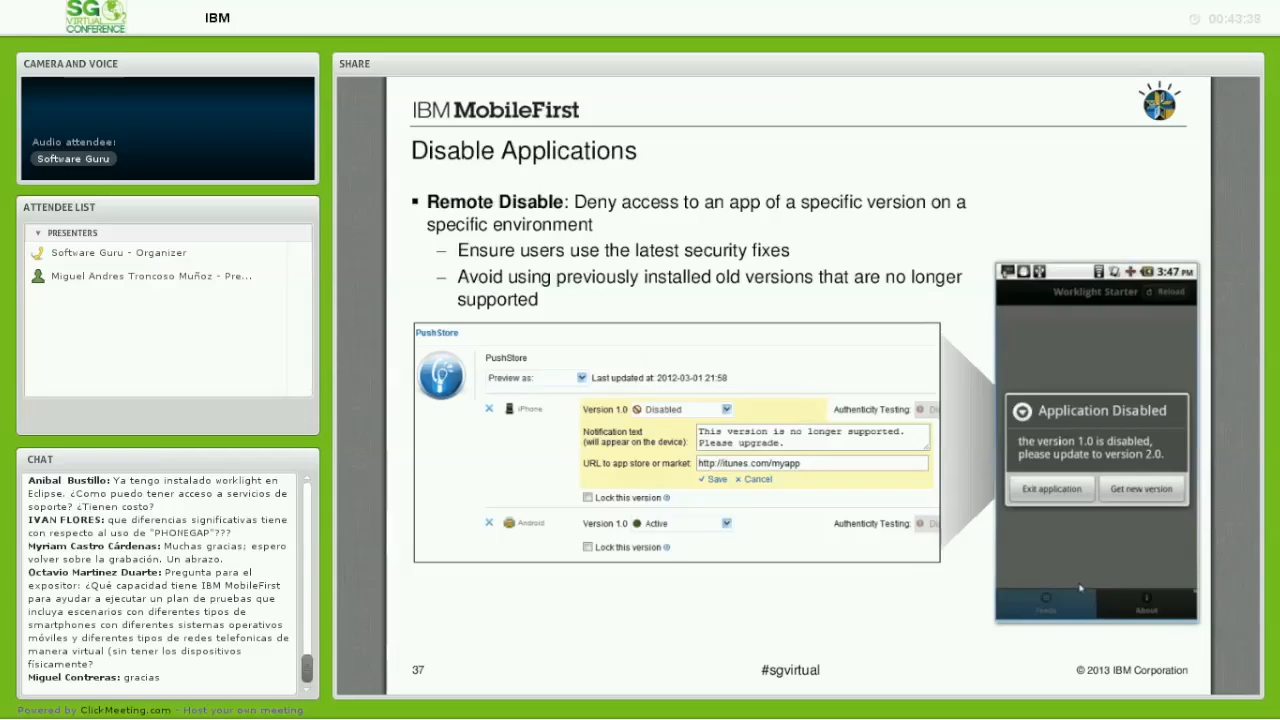 SG
VIRTUAL
CONFERENCE
IBM
00:43:39
CAMERA AND VOICE
Audio attendee:
Software Guru
ATTENDEE LIST
PRESENTERS
Software Guru - Organizer
Miguel Andres Troncoso Muñoz - Pre...
CHAT
Anibal Bustillo: Ya tengo instalado worklight en
Eclipse. ¿Como puedo tener acceso a servicios de
soporte? ¿Tienen costo?
IVAN FLORES: que diferencias significativas tiene
con respecto al uso de "PHONEGAP"???
Myriam Castro Cárdenas: Muchas gracias; espero
volver sobre la grabación. Un abrazo.
Octavio Martinez Duarte: Pregunta para el
expositor: ¿Qué capacidad tiene IBM MobileFirst
para ayudar a ejecutar un plan de pruebas que
incluya escenarios con diferentes tipos de
smartphones con diferentes sistemas operativos
móviles y diferentes tipos de redes telefonicas de
manera virtual (sin tener los dispositivos
físicamente?
Miguel Contreras: gracias
Powered by ClickMeeting.com - Host your own meeting
SHARE
IBM MobileFirst
Disable Applications
▪ Remote Disable: Deny access to an app of a specific version on a
specific environment
– Ensure users use the latest security fixes
– Avoid using previously installed old versions that are no longer
supported
PushStore
PushStore
Preview as: Last updated at: 2012-03-01 21:58
iPhone Version 1.0 Disabled Authenticity Testing:
Notification text
(will appear on the device):
This version is no longer supported.
Please upgrade.
URL to app store or market: http://itunes.com/myapp
Save Cancel
Lock this version
Android Version 1.0 Active Authenticity Testing:
Lock this version
3:47 PM
Worklight Starter Reload
Application Disabled
the version 1.0 is disabled,
please update to version 2.0.
Exit application Get new version
Feeds About
37 #sgvirtual © 2013 IBM Corporation